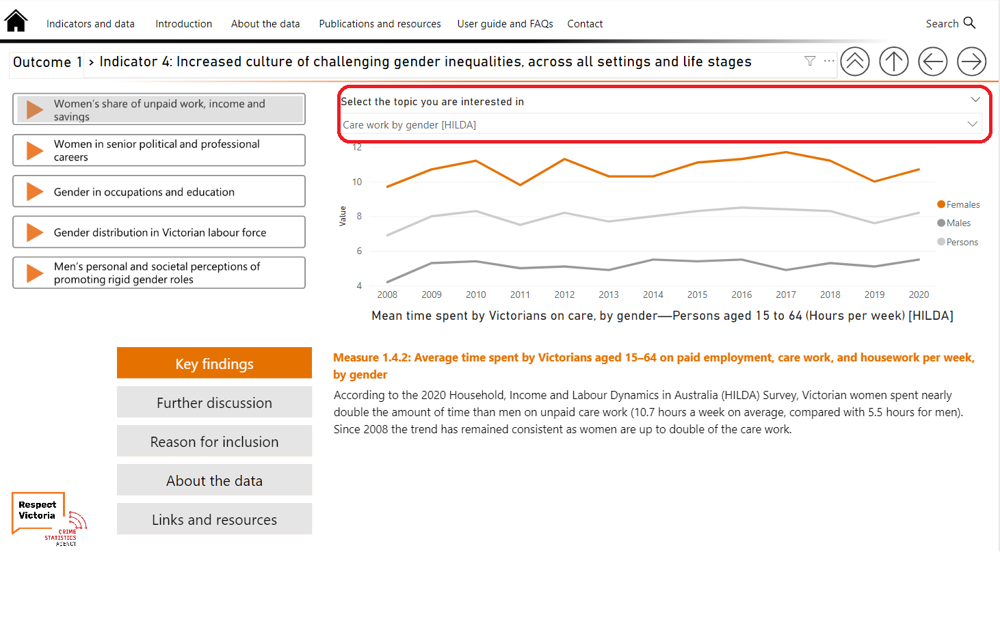 Indicators and data Introduction About the data Publications and resources User guide and FAQs Contact Search
Outcome 1 > Indicator 4: Increased culture of challenging gender inequalities, across all settings and life stages
Women's share of unpaid work, income and
savings
Women in senior political and professional
careers
Gender in occupations and education
Gender distribution in Victorian labour force
Men's personal and societal perceptions of
promoting rigid gender roles
Select the topic you are interested in
Care work by gender [HILDA]
12
10
8
6
4
Value
2008 2009 2010 2011 2012 2013 2014 2015 2016 2017 2018 2019 2020
Females
Males
Persons
Mean time spent by Victorians on care, by gender—Persons aged 15 to 64 (Hours per week) [HILDA]
Key findings
Further discussion
Reason for inclusion
About the data
Links and resources
Measure 1.4.2: Average time spent by Victorians aged 15–64 on paid employment, care work, and housework per week,
by gender
According to the 2020 Household, Income and Labour Dynamics in Australia (HILDA) Survey, Victorian women spent nearly
double the amount of time than men on unpaid care work (10.7 hours a week on average, compared with 5.5 hours for men).
Since 2008 the trend has remained consistent as women are up to double of the care work.
Respect
Victoria
CRIME
STATISTICS
AGENCY